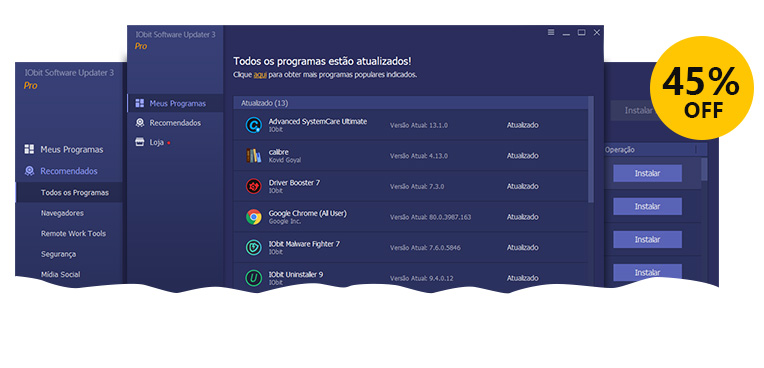 IObit Software Updater 3
Pro
Meus Programas
Recomendados
Todos os Programas
Navegadores
Remote Work Tools
Segurança
Mídia Social
IObit Software Updater 3
Pro
Meus Programas
Recomendados
Loja
Todos os programas estão atualizados!
Clique aqui para obter mais programas populares indicados.
Atualizado (13)
Advanced SystemCare Ultimate
IObit
Versão Atual: 13.1.0
Atualizado
calibre
Kovid Goyal
Versão Atual: 4.13.0
Atualizado
Driver Booster 7
IObit
Versão Atual: 7.3.0
Atualizado
Google Chrome (All User)
Google Inc.
Versão Atual: 80.0.3987.163
Atualizado
IObit Malware Fighter 7
IObit
Versão Atual: 7.6.0.5846
Atualizado
IObit Uninstaller 9
IObit
Versão Atual: 9.4.0.12
Atualizado
45%
OFF
Instalar
Operação
Instalar
Instalar
Instalar
Instalar